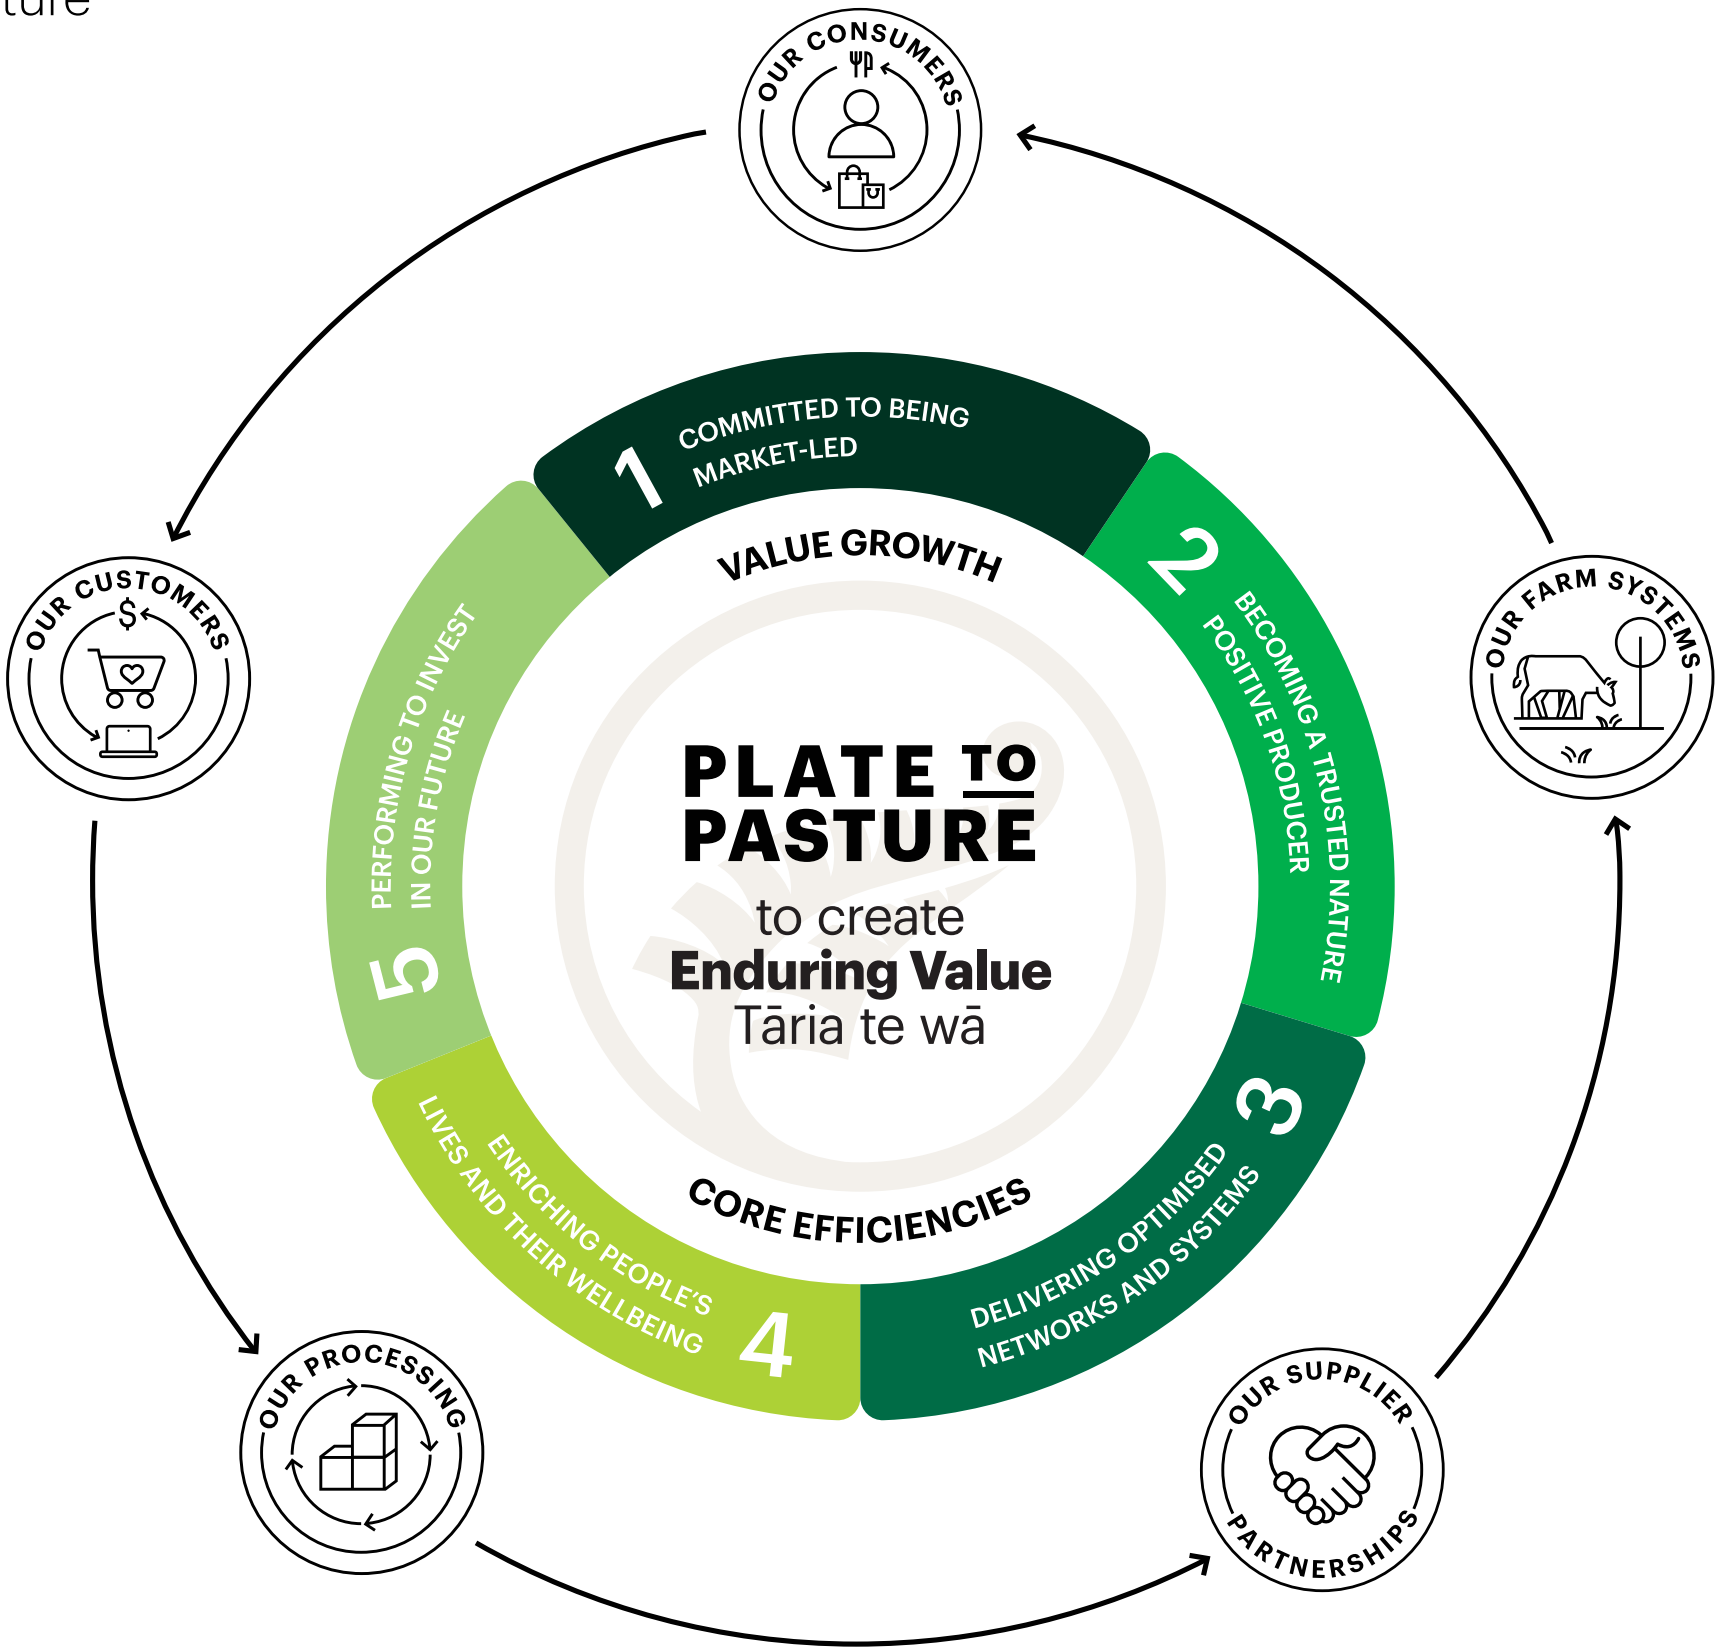 ture
OUR CONSUMERS
OUR CUSTOMERS
$
OUR FARM SYSTEMS
1
COMMITTED TO BEING
MARKET-LED
2
BECOMING A TRUSTED NATURE
POSITIVE PRODUCER
3
DELIVERING OPTIMISED
NETWORKS AND SYSTEMS
4
ENRICHING PEOPLE'S
LIVES AND THEIR WELLBEING
5
PERFORMING TO INVEST
IN OUR FUTURE
VALUE GROWTH
PLATE TO
PASTURE
to create
Enduring Value
Tāria te wā
CORE EFFICIENCIES
OUR PROCESSING
OUR SUPPLIER
PARTNERSHIPS